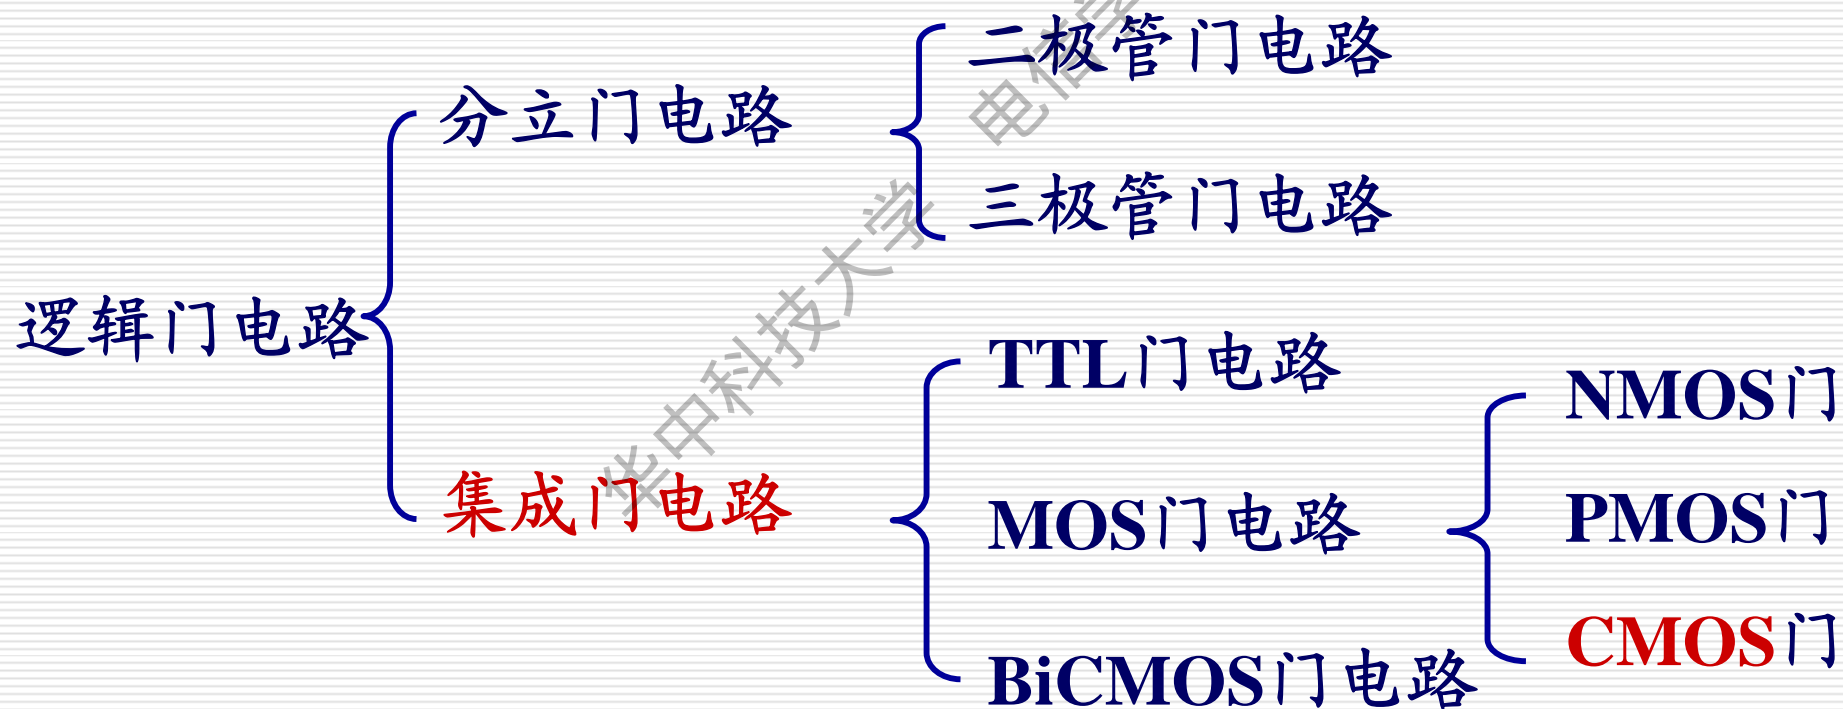 二极管门电路
分立门电路
三极管门电路
逻辑门电路
TTL门电路
NMOS门
集成门电路
MOS门电路
PMOS门
CMOS门
BiCMOS门电路
华中科技大学 电信学